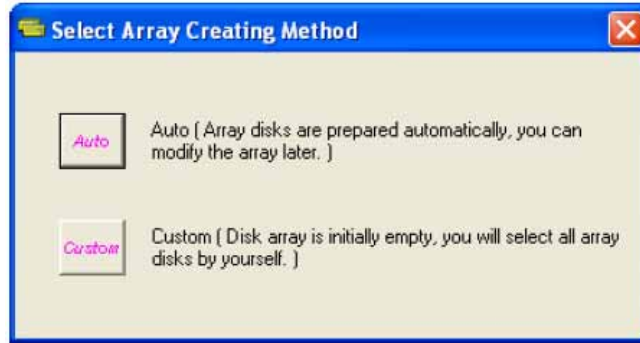 Select Array Creating Method
Auto
Auto ( Array disks are prepared automatically, you can
modify the array later. )
Custom
Custom ( Disk array is initially empty, you will select all array
disks by yourself. )